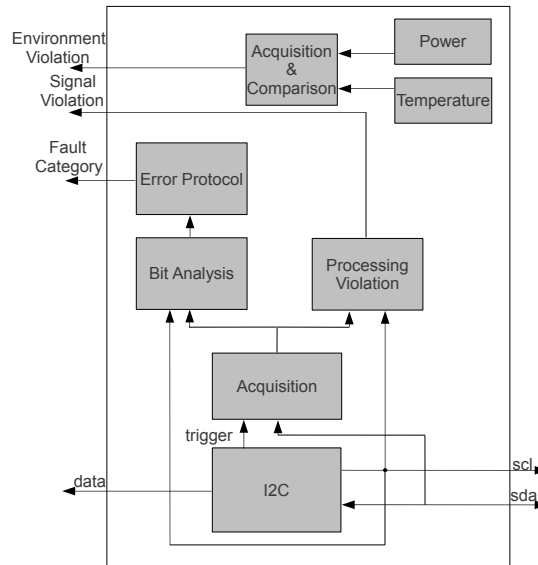 Environment
Violation
Signal
Violation
Fault
Category
Acquisition
&
Comparison
Power
Temperature
Error Protocol
Bit Analysis
Processing
Violation
Acquisition
trigger
I2C
data
scl
sda